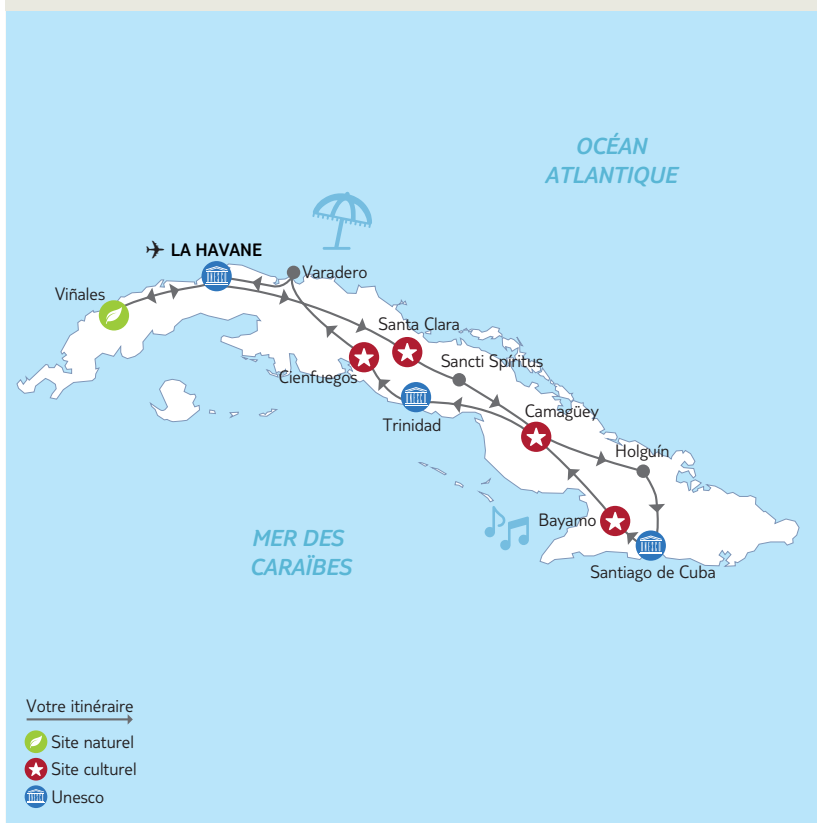 OCÉAN
ATLANTIQUE
LA HAVANE
Varadero
Viñales
Santa Clara
Sancti Spíritus
Cienfuegos
Camagüey
Trinidad
Holguín
Bayamo
MER DES
CARAÏBES
Santiago de Cuba
Votre itinéraire
Site naturel
Site culturel
Unesco